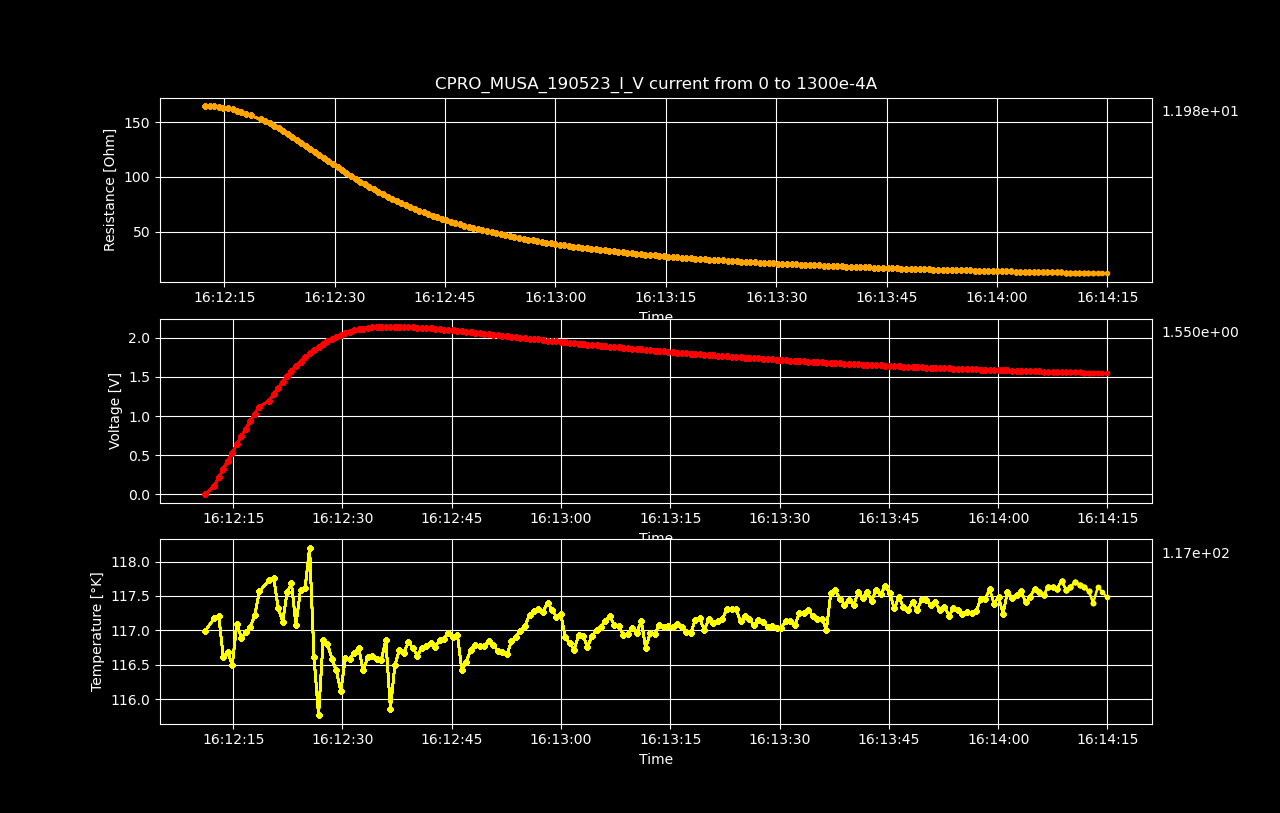 CPRO_MUSA_190523_I_V current from 0 to 1300e-4A
1.198e+01
Resistance [Ohm]
150
100
50
16:12:15 16:12:30 16:12:45 16:13:00 16:13:15 16:13:30 16:13:45 16:14:00 16:14:15
Time
1.550e+00
Voltage [V]
2.0
1.5
1.0
0.5
0.0
16:12:15 16:12:30 16:12:45 16:13:00 16:13:15 16:13:30 16:13:45 16:14:00 16:14:15
Time
1.17e+02
Temperature [°K]
118.0
117.5
117.0
116.5
116.0
16:12:15 16:12:30 16:12:45 16:13:00 16:13:15 16:13:30 16:13:45 16:14:00 16:14:15
Time